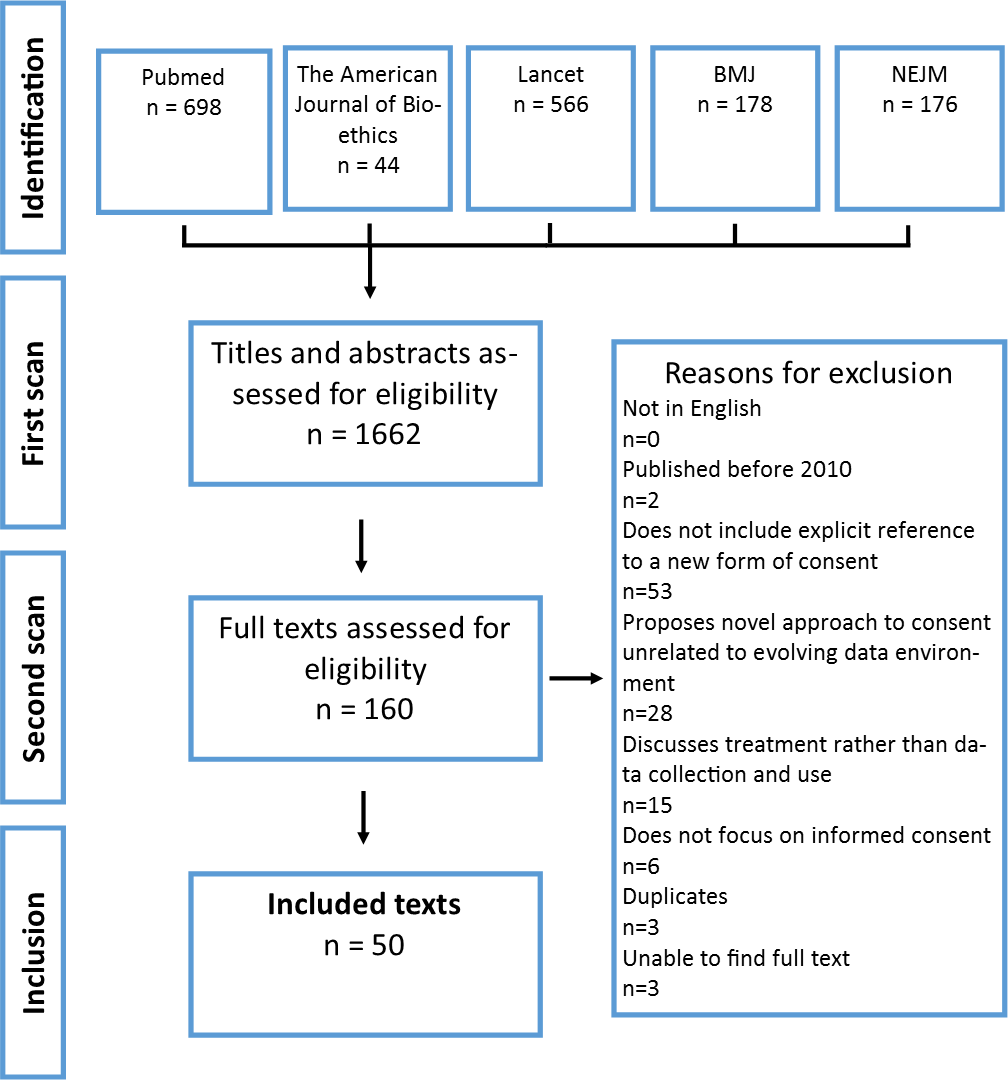 Identification
Pubmed
n = 698
The American
Journal of Bio-
ethics
n = 44
Lancet
n = 566
BMJ
n = 178
NEJM
n = 176
First scan
Titles and abstracts as-
sessed for eligibility
n = 1662
Second scan
Full texts assessed for
eligibility
n = 160
Reasons for exclusion
Not in English
n=0
Published before 2010
n=2
Does not include explicit reference
to a new form of consent
n=53
Proposes novel approach to consent
unrelated to evolving data environ-
ment
n=28
Discusses treatment rather than da-
ta collection and use
n=15
Does not focus on informed consent
n=6
Duplicates
n=3
Unable to find full text
n=3
Inclusion
Included texts
n = 50